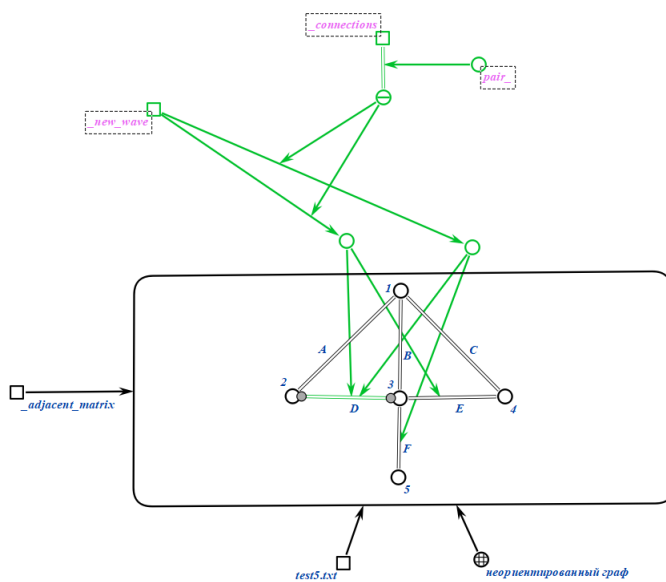 _connections
pair_
_new_wave
1
A
B
C
2
3
4
D
E
F
5
_adjacent_matrix
test5.txt
неориентированный граф